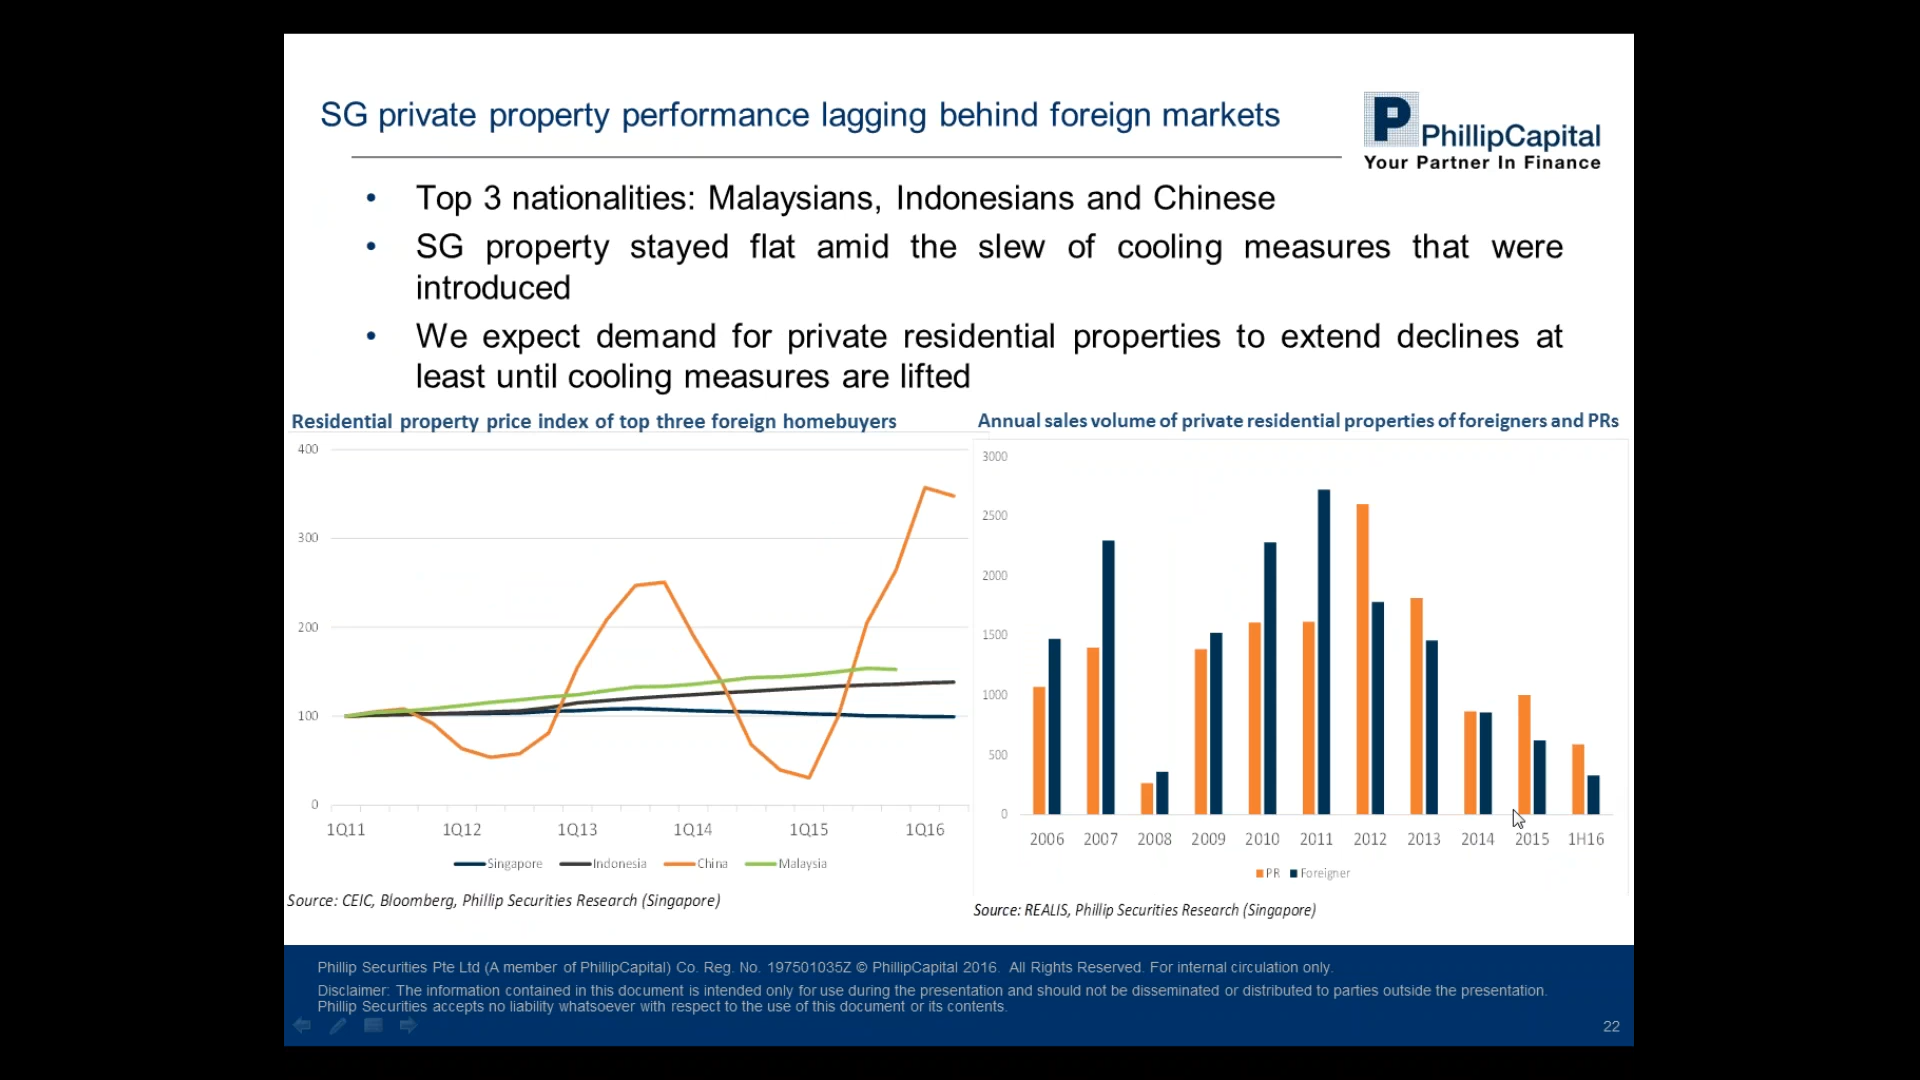 SG private property performance lagging behind foreign markets
P
PhillipCapital
Your Partner In Finance
• Top 3 nationalities: Malaysians, Indonesians and Chinese
• SG property stayed flat amid the slew of cooling measures that were
introduced
• We expect demand for private residential properties to extend declines at
least until cooling measures are lifted
Residential property price index of top three foreign homebuyers
400
300
200
100
0
1Q11 1Q12 1Q13 1Q14 1Q15 1Q16
Singapore Indonesia China Malaysia
Source: CEIC, Bloomberg, Phillip Securities Research (Singapore)
Annual sales volume of private residential properties of foreigners and PRs
3000
2500
2000
1500
1000
500
0
2006 2007 2008 2009 2010 2011 2012 2013 2014 2015 1H16
PR Foreigner
Source: REALIS, Phillip Securities Research (Singapore)
Phillip Securities Pte Ltd (A member of PhillipCapital) Co. Reg. No. 197501035Z © PhillipCapital 2016. All Rights Reserved. For internal circulation only.
Disclaimer: The information contained in this document is intended only for use during the presentation and should not be disseminated or distributed to parties outside the presentation.
Phillip Securities accepts no liability whatsoever with respect to the use of this document or its contents.
22